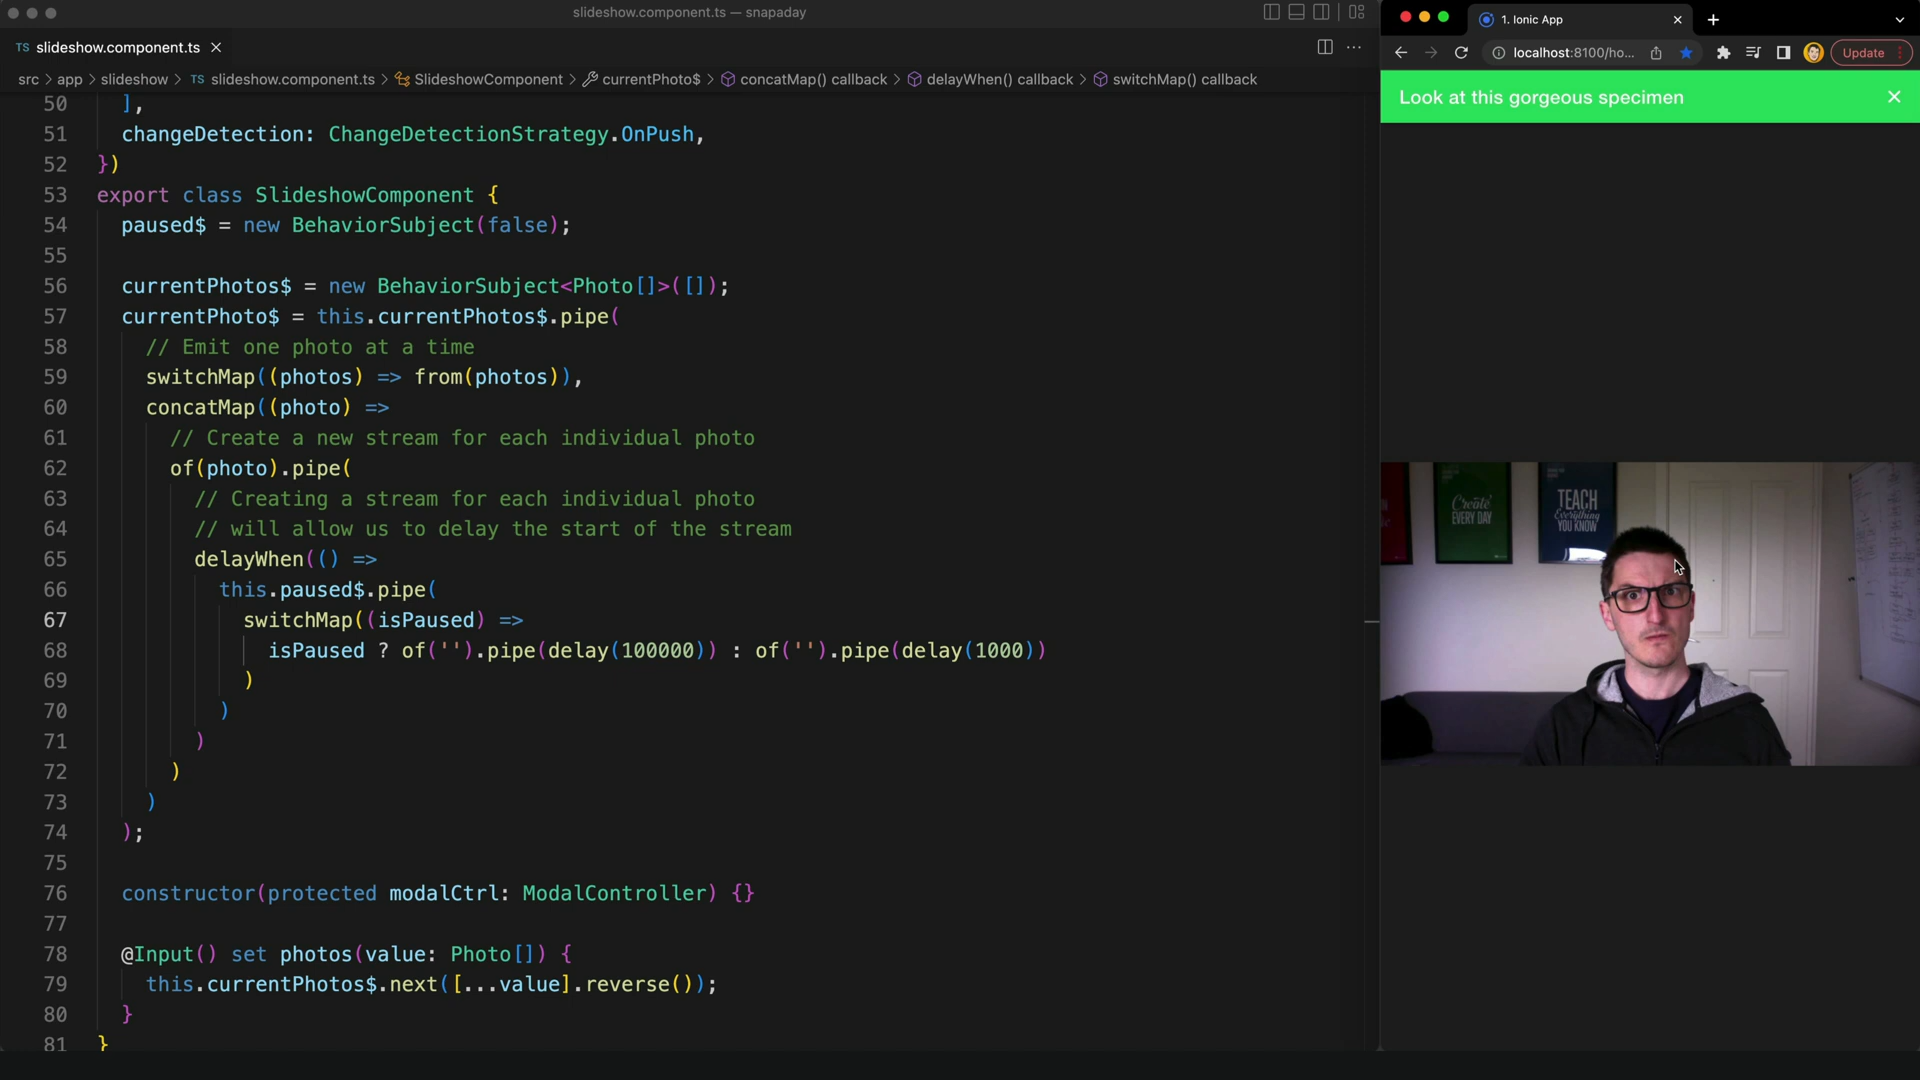 slideshow.component.ts — snapaday
TS slideshow.component.ts
src > app > slideshow > TS slideshow.component.ts > SlideshowComponent > currentPhoto$ > concatMap() callback > delayWhen() callback > switchMap() callback
50 ],
51 changeDetection: ChangeDetectionStrategy.OnPush,
52 })
53 export class SlideshowComponent {
54 paused$ = new BehaviorSubject(false);
55
56 currentPhotos$ = new BehaviorSubject<Photo[]>([]);
57 currentPhoto$ = this.currentPhotos$.pipe(
58 // Emit one photo at a time
59 switchMap((photos) => from(photos)),
60 concatMap((photo) =>
61 // Create a new stream for each individual photo
62 of(photo).pipe(
63 // Creating a stream for each individual photo
64 // will allow us to delay the start of the stream
65 delayWhen(() =>
66 this.paused$.pipe(
67 switchMap((isPaused) =>
68 isPaused ? of('').pipe(delay(100000)) : of('').pipe(delay(1000))
69 )
70 )
71 )
72 )
73 )
74 );
75
76 constructor(protected modalCtrl: ModalController) {}
77
78 @Input() set photos(value: Photo[]) {
79 this.currentPhotos$.next([...value].reverse());
80 }
81 }
1. Ionic App
localhost:8100/ho...
Update
Look at this gorgeous specimen
Create
EVERY DAY
TEACH
Everything
YOU KNOW